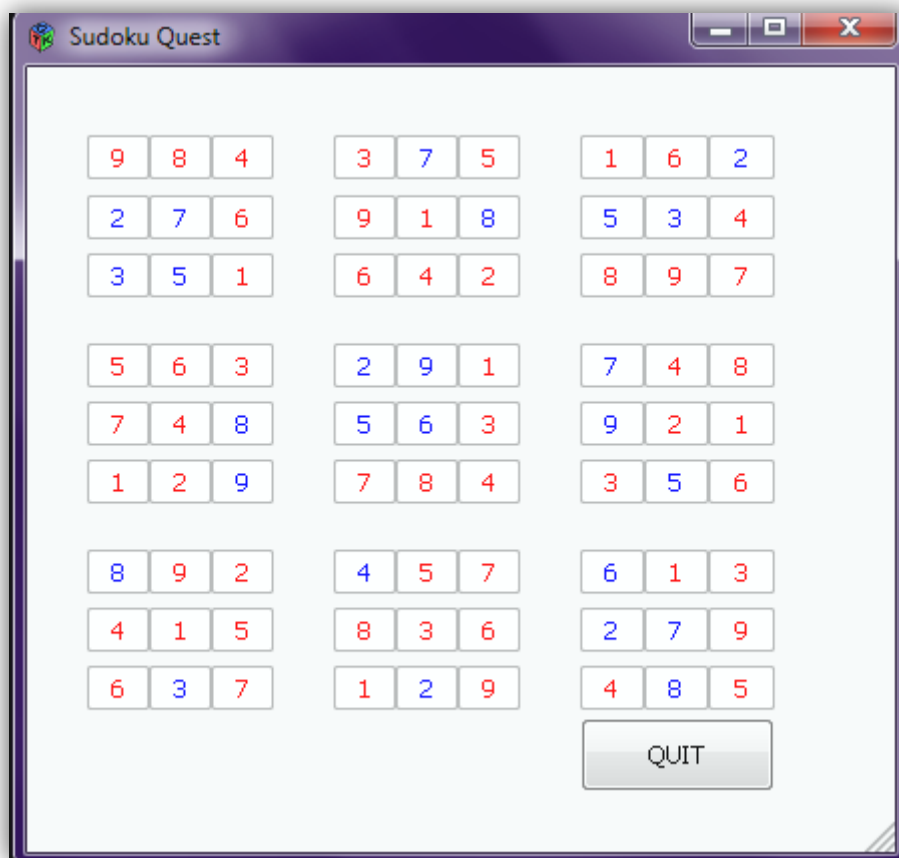 Sudoku Quest
9 8 4 3 7 5 1 6 2
2 7 6 9 1 8 5 3 4
3 5 1 6 4 2 8 9 7
5 6 3 2 9 1 7 4 8
7 4 8 5 6 3 9 2 1
1 2 9 7 8 4 3 5 6
8 9 2 4 5 7 6 1 3
4 1 5 8 3 6 2 7 9
6 3 7 1 2 9 4 8 5
QUIT